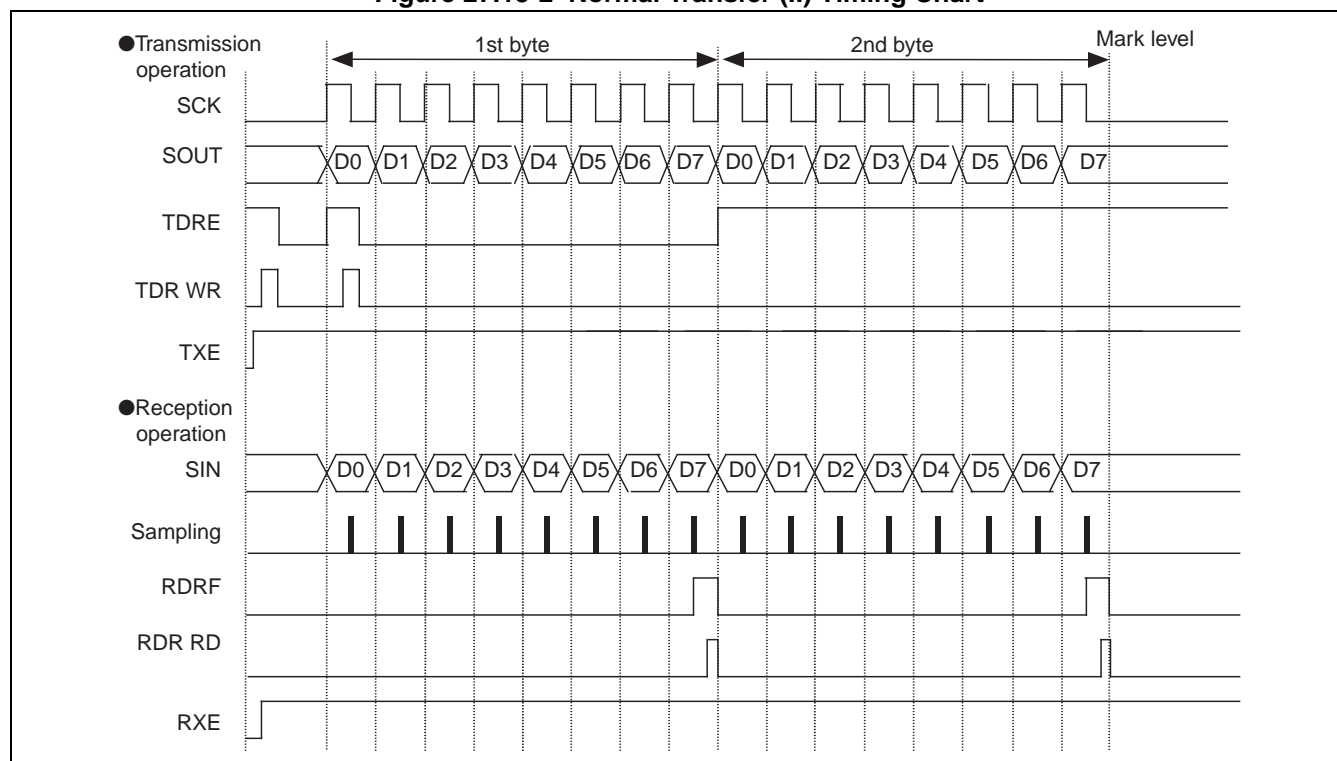 Figure Normal Transfer (II) Timing Chart
●Transmission operation
1st byte
2nd byte
Mark level
SCK
SOUT
D0 D1 D2 D3 D4 D5 D6 D7 D0 D1 D2 D3 D4 D5 D6 D7
TDRE
TDR WR
TXE
●Reception operation
SIN
D0 D1 D2 D3 D4 D5 D6 D7 D0 D1 D2 D3 D4 D5 D6 D7
Sampling
RDRF
RDR RD
RXE